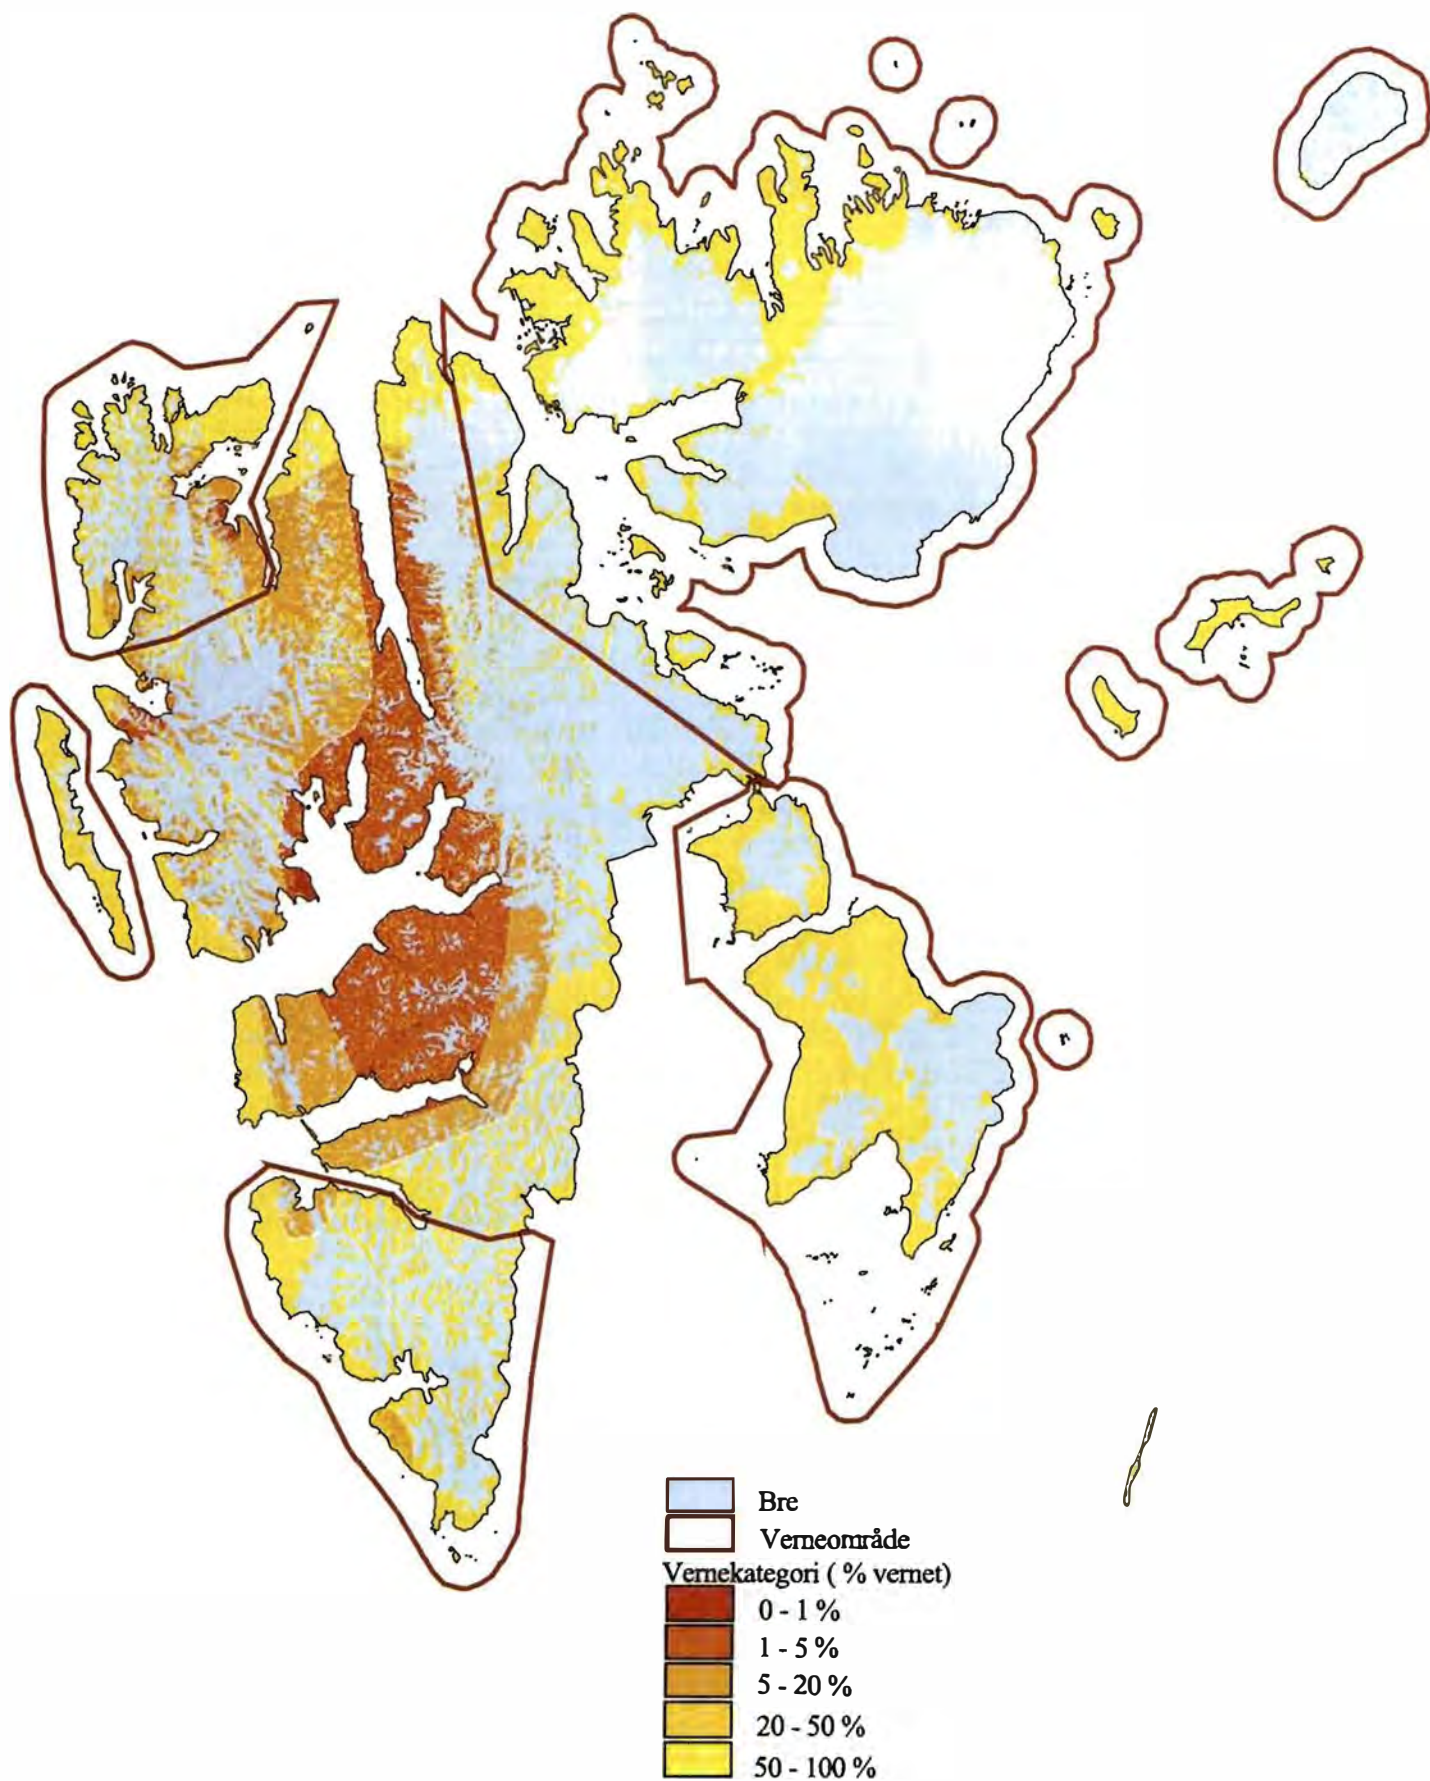 Bre
Verneområde
Vernekategori ( % vernet)
0 - 1 %
1 - 5 %
5 - 20 %
20 - 50 %
50 - 100 %